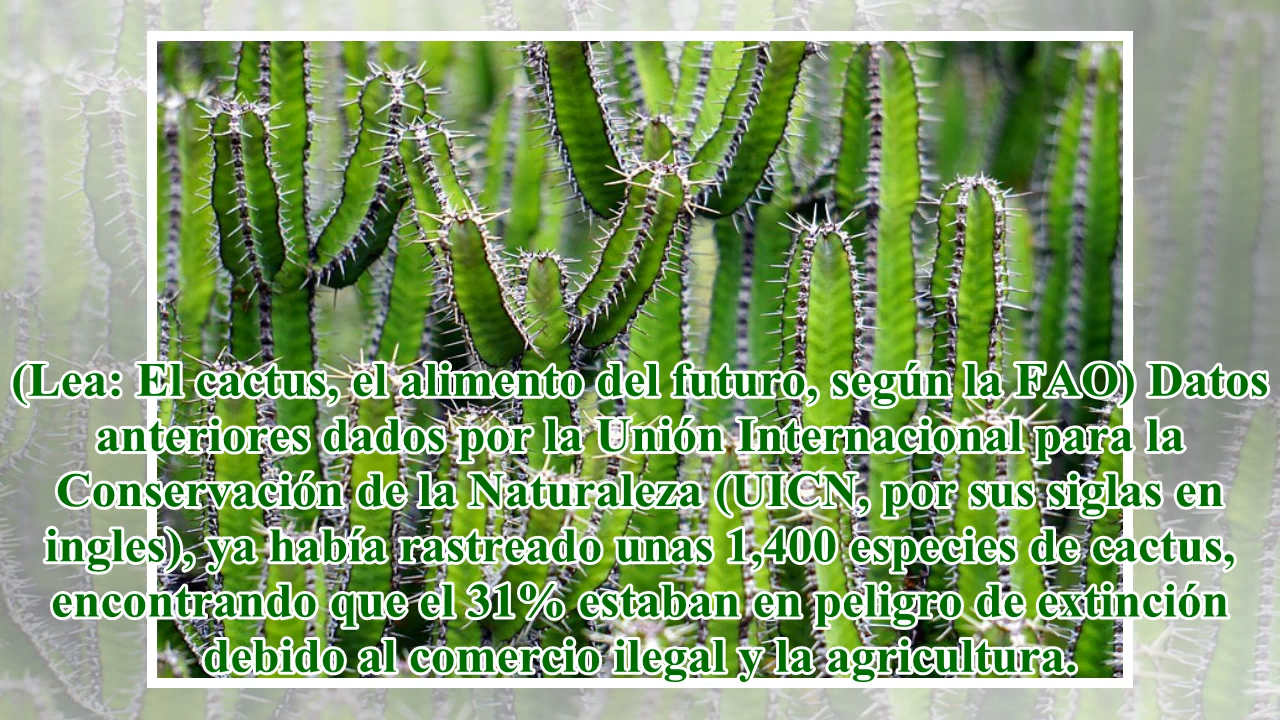 (Lea: El cactus, el alimento del futuro, según la FAO) Datos
anteriores dados por la Unión Internacional para la
Conservación de la Naturaleza (UICN, por sus siglas en
ingles), ya había rastreado unas 1,400 especies de cactus,
encontrando que el 31% estaban en peligro de extinción
debido al comercio ilegal y la agricultura.